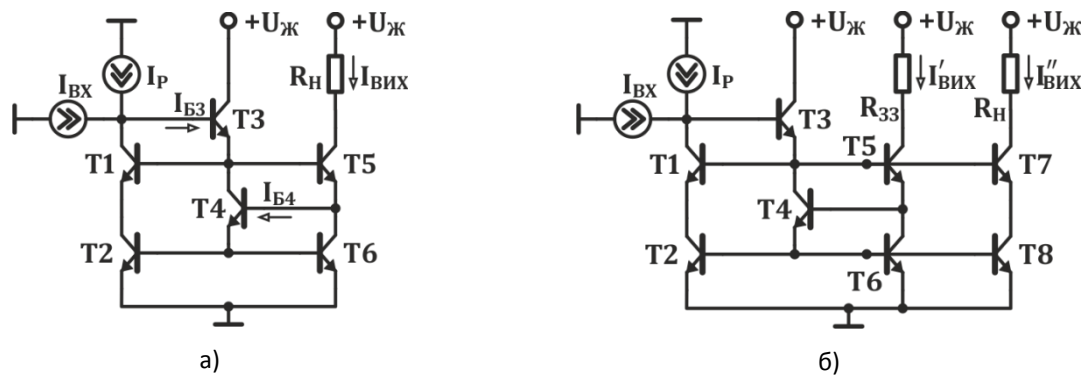 +Uж
+Uж
IВХ
IР
IБ3
RН
IВИХ
T3
T1
T5
T4
IБ4
T2
T6
а)
+Uж
+Uж
+Uж
IВХ
IР
I′ВИХ
I″ВИХ
RЗЗ
RН
T3
T5
T1
T7
T4
T2
T6
T8
б)